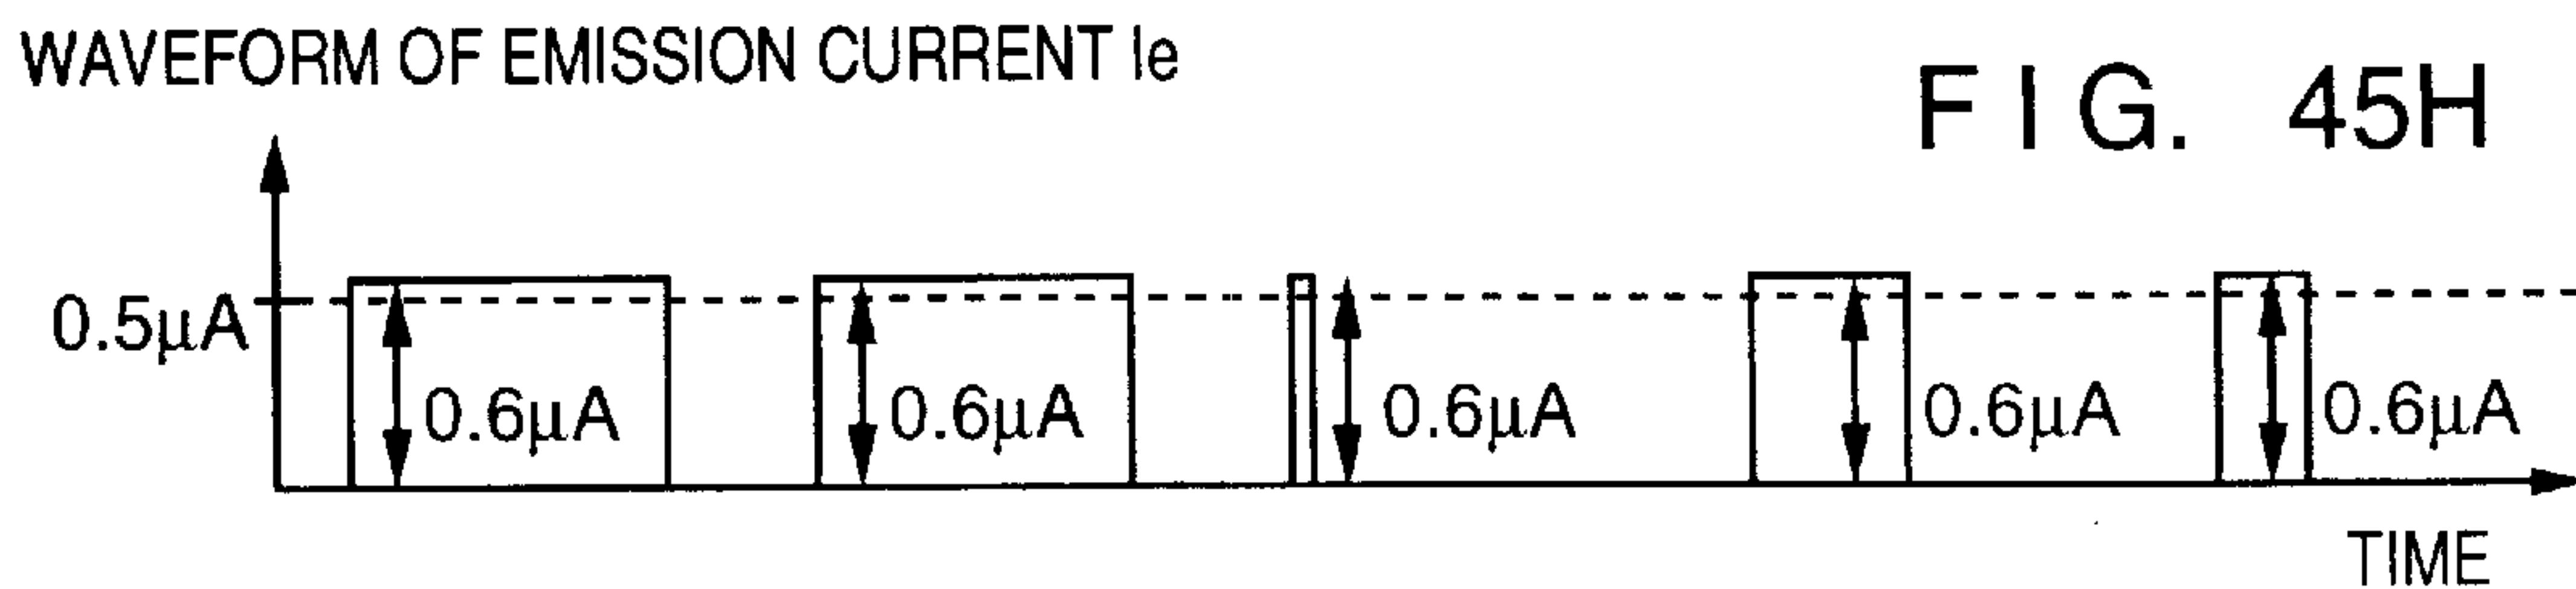 WAVEFORM OF EMISSION CURRENT Ie
FIG. 45H
0.5μA
0.6μA
0.6μA
0.6μA
0.6μA
0.6μA
TIME